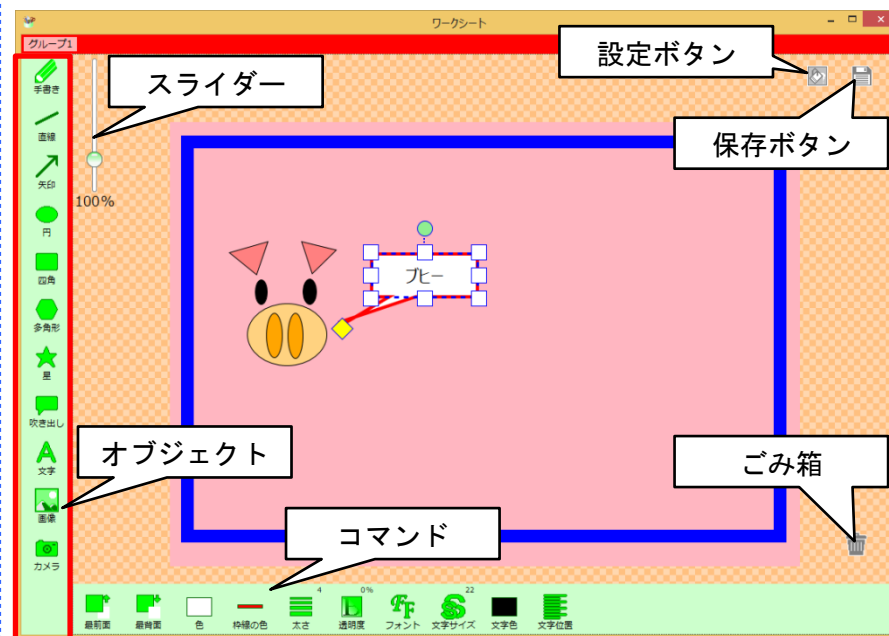 ワークシート
グループ1
設定ボタン
スライダー
保存ボタン
手書き
直線
矢印
100%
円
四角
多角形
星
吹き出し
文字
画像
カメラ
ブヒー
オブジェクト
ごみ箱
コマンド
4
0%
22
最前面
最背面
色
枠線の色
太さ
透明度
フォント
文字サイズ
文字色
文字位置